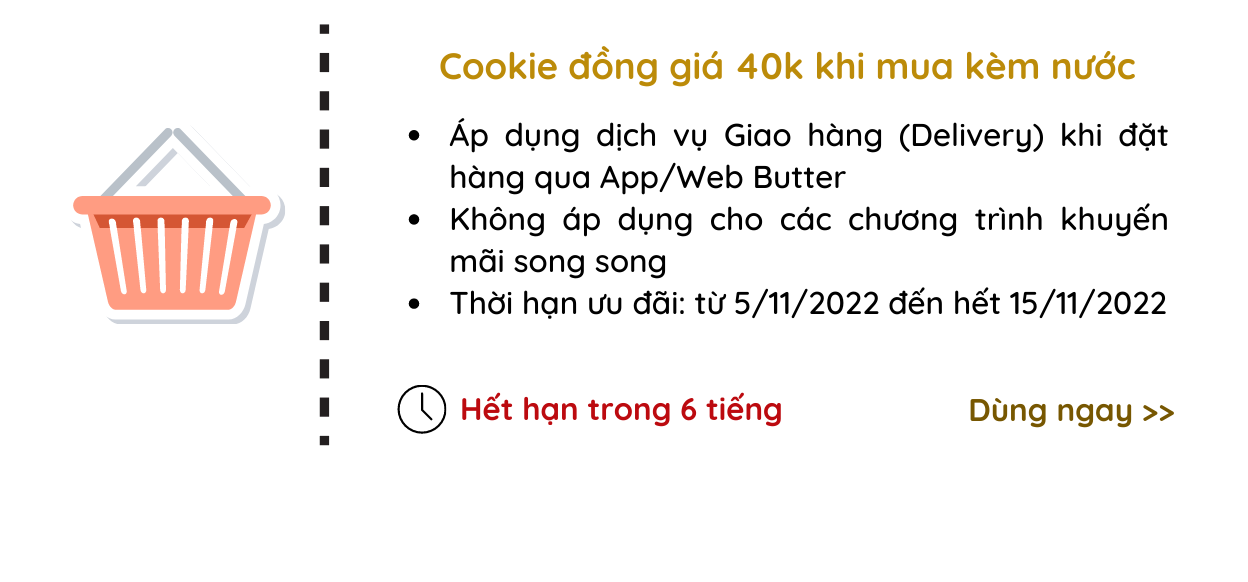 Cookie đồng giá 40k khi mua kèm nước
• Áp dụng dịch vụ Giao hàng (Delivery) khi đặt
hàng qua App/Web Butter
• Không áp dụng cho các chương trình khuyến
mãi song song
• Thời hạn ưu đãi: từ 5/11/2022 đến hết 15/11/2022
Hết hạn trong 6 tiếng
Dùng ngay >>